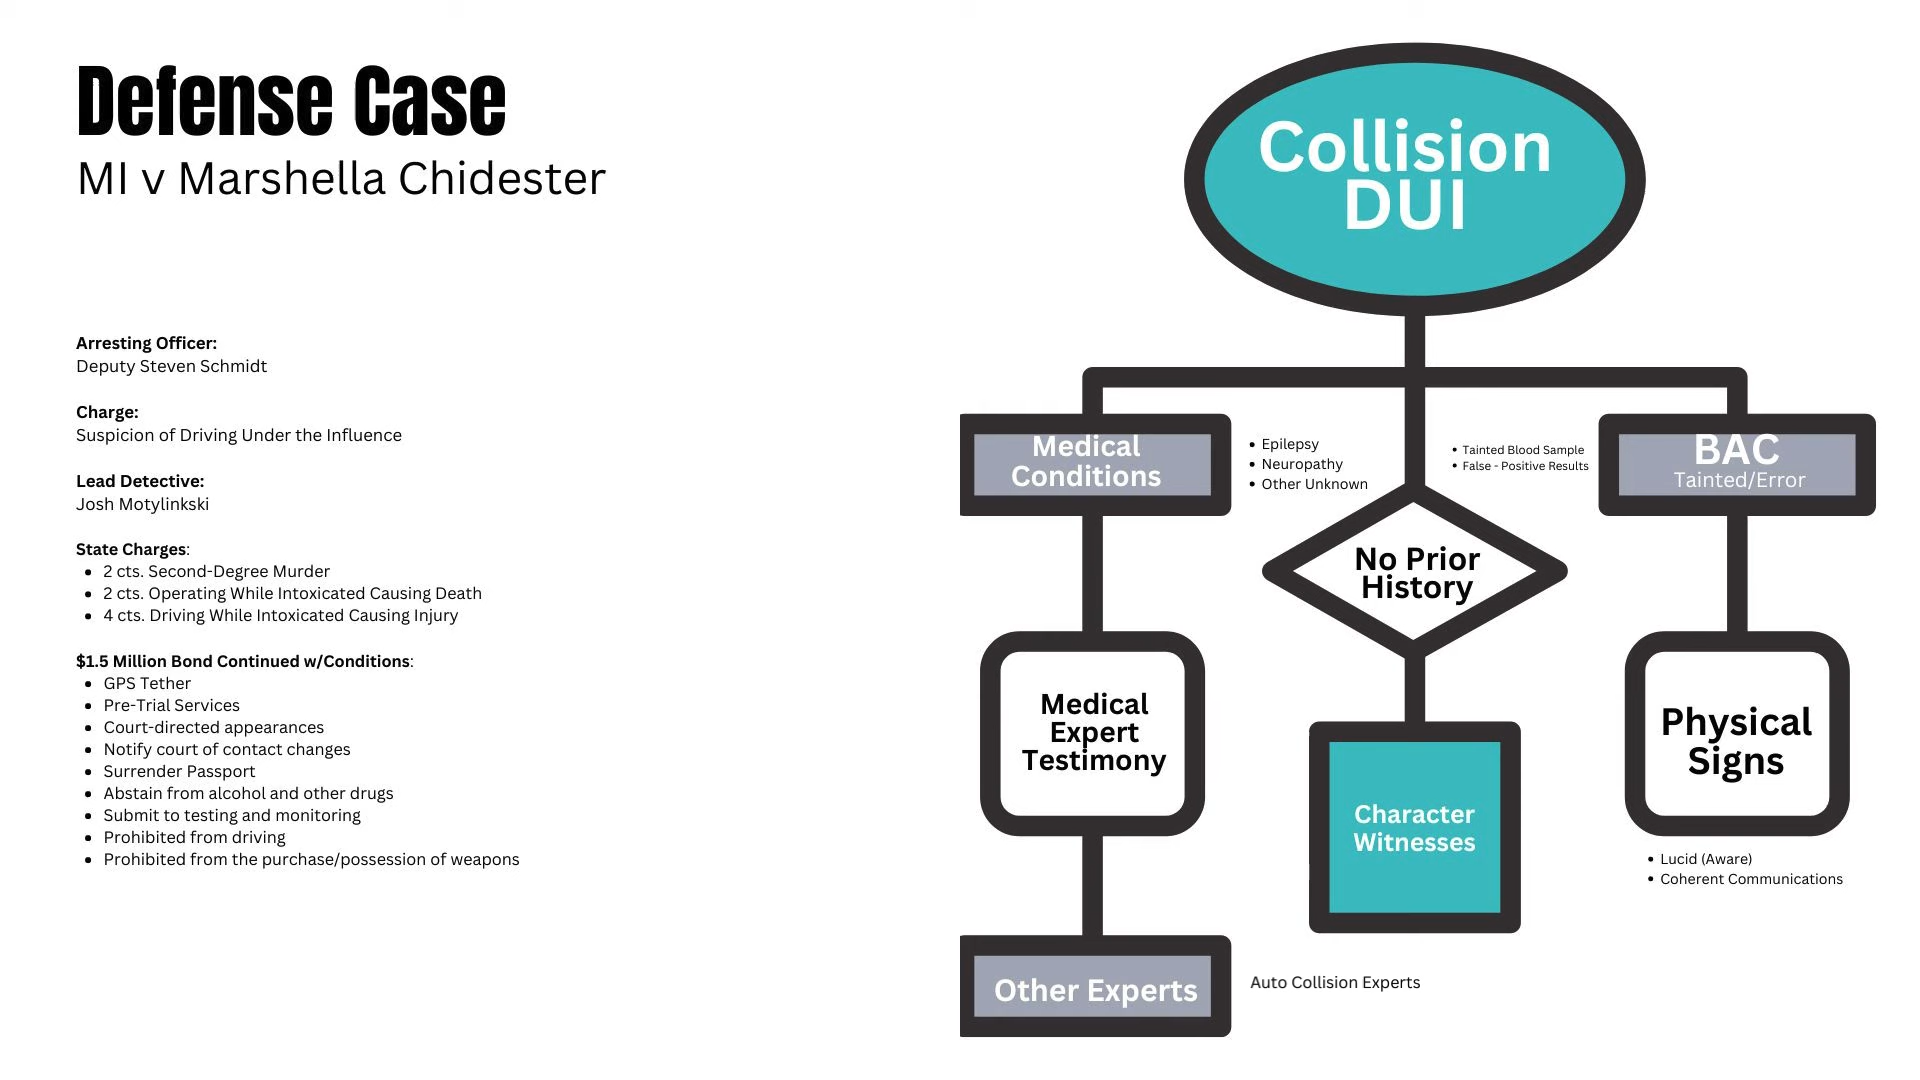 Defense Case
MI v Marshella Chidester
Arresting Officer:
Deputy Steven Schmidt
Charge:
Suspicion of Driving Under the Influence
Lead Detective:
Josh Motylinkski
State Charges:
• 2 cts. Second-Degree Murder
• 2 cts. Operating While Intoxicated Causing Death
• 4 cts. Driving While Intoxicated Causing Injury
$1.5 Million Bond Continued w/Conditions:
• GPS Tether
• Pre-Trial Services
• Court-directed appearances
• Notify court of contact changes
• Surrender Passport
• Abstain from alcohol and other drugs
• Submit to testing and monitoring
• Prohibited from driving
• Prohibited from the purchase/possession of weapons
Collision
DUI
Medical
Conditions
• Epilepsy
• Neuropathy
• Other Unknown
• Tainted Blood Sample
• False - Positive Results
BAC
Tainted/Error
No Prior
History
Medical
Expert
Testimony
Character
Witnesses
Physical
Signs
• Lucid (Aware)
• Coherent Communications
Other Experts
Auto Collision Experts